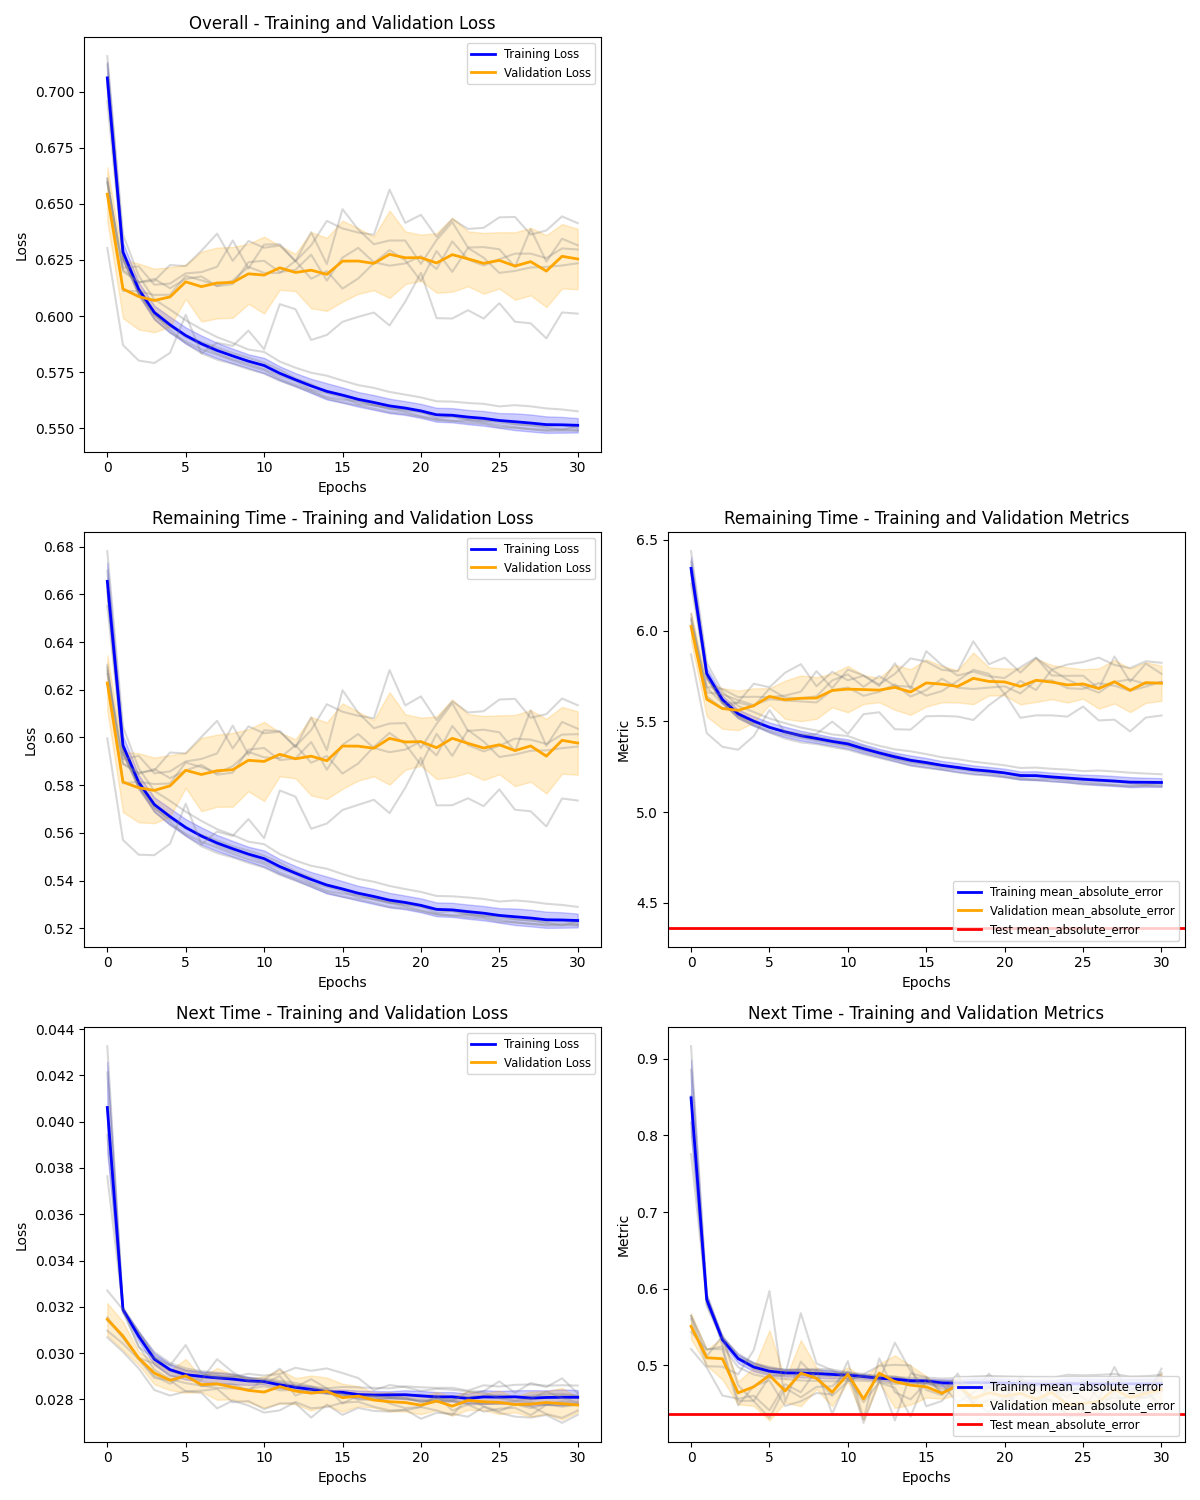 Overall - Training and Validation Loss
Training Loss
Validation Loss
0.700
0.675
0.650
0.625
0.600
0.575
0.550
Loss
0 5 10 15 20 25 30
Epochs
Remaining Time - Training and Validation Loss
Training Loss
Validation Loss
0.68
0.66
0.64
0.62
0.60
0.58
0.56
0.54
0.52
Loss
0 5 10 15 20 25 30
Epochs
Remaining Time - Training and Validation Metrics
6.5
6.0
5.5
5.0
4.5
Metric
Training mean_absolute_error
Validation mean_absolute_error
Test mean_absolute_error
0 5 10 15 20 25 30
Epochs
Next Time - Training and Validation Loss
Training Loss
Validation Loss
0.044
0.042
0.040
0.038
0.036
0.034
0.032
0.030
0.028
Loss
0 5 10 15 20 25 30
Epochs
Next Time - Training and Validation Metrics
0.9
0.8
0.7
0.6
0.5
Metric
Training mean_absolute_error
Validation mean_absolute_error
Test mean_absolute_error
0 5 10 15 20 25 30
Epochs